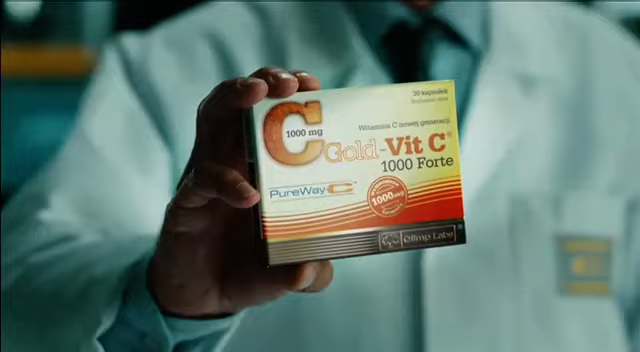 30 kapsułek
1000 mg
Witamina C nowej generacji
C Gold-Vit C®
1000 Forte
PureWay-C
1000mg
Olimp Labs®